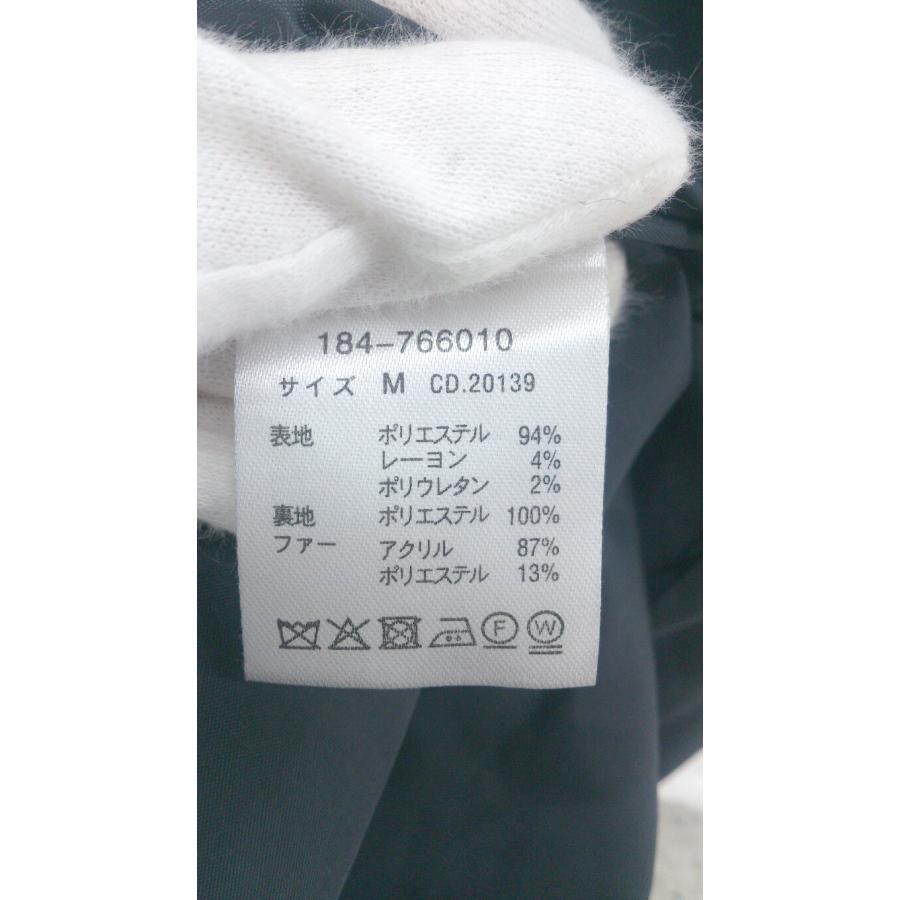 184-766010
サイズ M CD.20139
表地 ポリエステル 94%
レーヨン 4%
ポリウレタン 2%
裏地 ポリエステル 100%
ファー アクリル 87%
ポリエステル 13%
F W